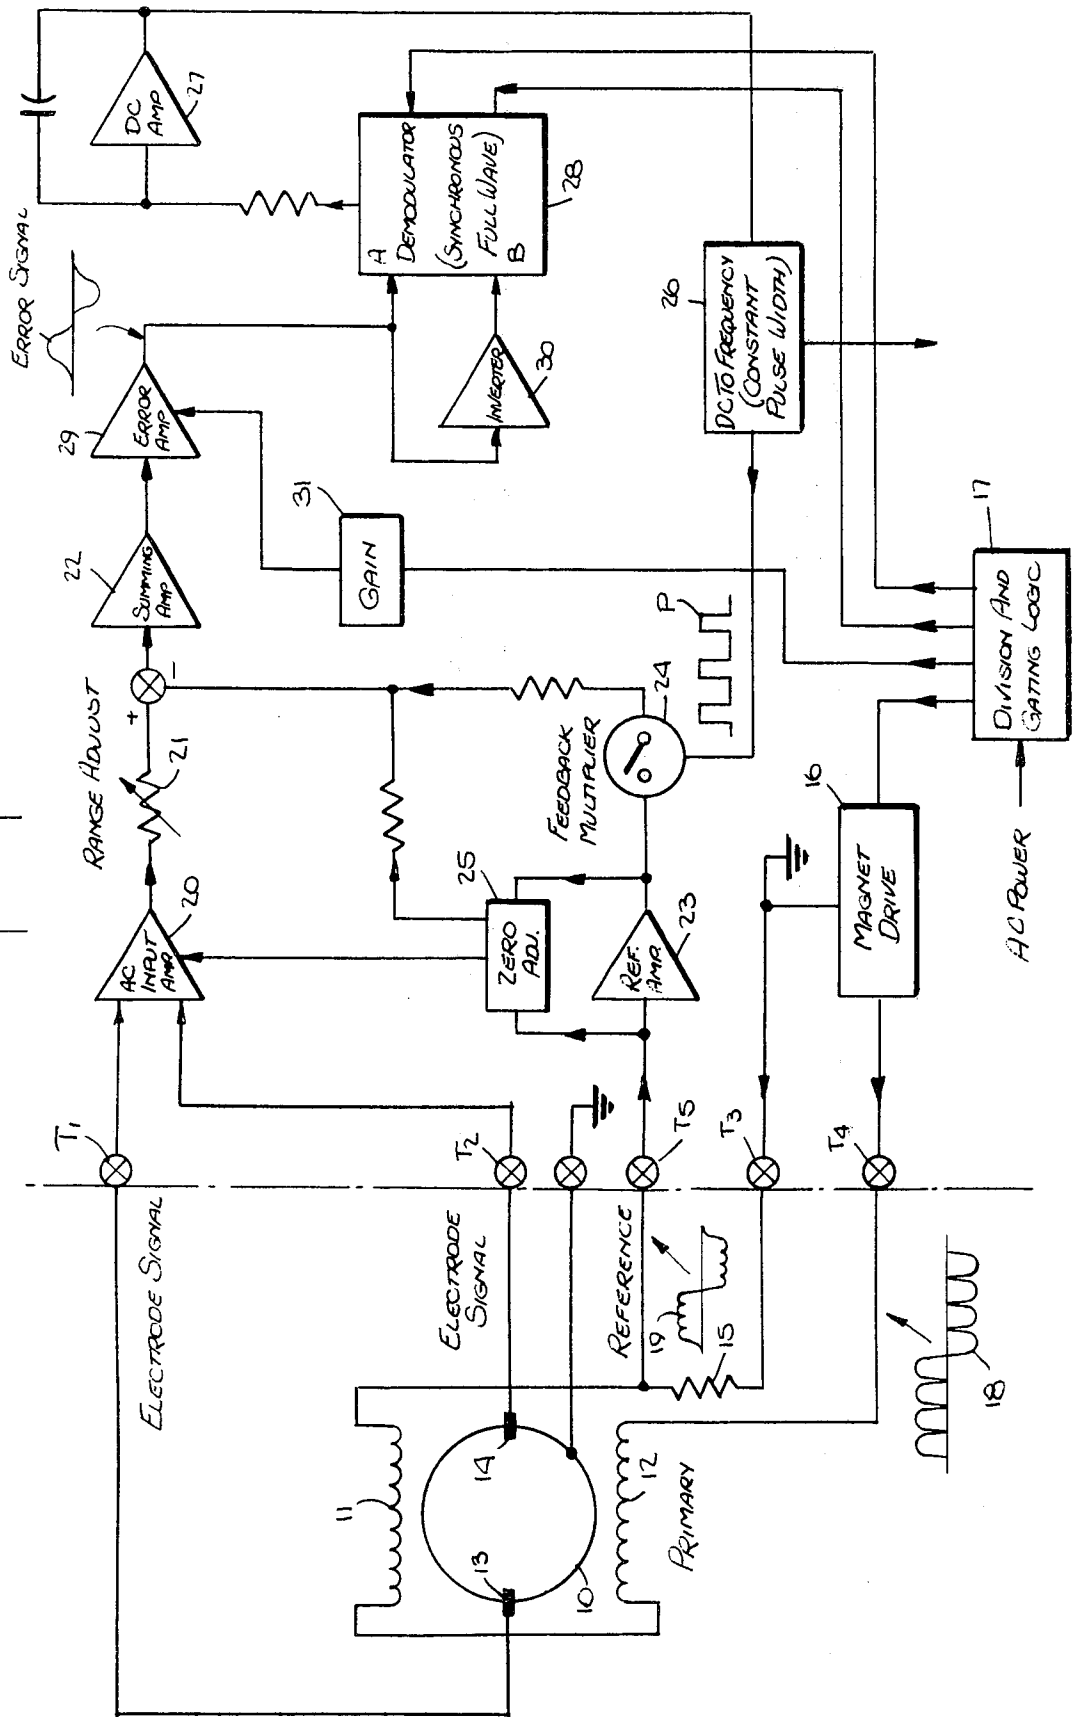 ERROR SIGNAL
DC
AMP
27
29
ERROR
AMP
22
SUMMING
AMP
+
-
RANGE ADJUST
21
20
AC
INPUT
AMP.
T1
ELECTRODE SIGNAL
A
DEMODULATOR
(SYNCHRONOUS
FULL WAVE)
B
28
INVERTER
30
31
GAIN
26
DC TO FREQUENCY
(CONSTANT
PULSE WIDTH)
P
24
FEEDBACK
MULTIPLIER
25
ZERO
ADJ.
23
REF.
AMP.
T2
T5
T3
T4
ELECTRODE
SIGNAL
REFERENCE
19
15
16
MAGNET
DRIVE
17
DIVISION AND
GATING LOGIC
AC POWER
11
14
13
10
12
PRIMARY
18